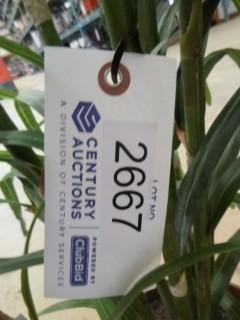 LOT NO.
2667
CENTURY
AUCTIONS
A DIVISION OF CENTURY SERVICES
POWERED BY
ClubBid